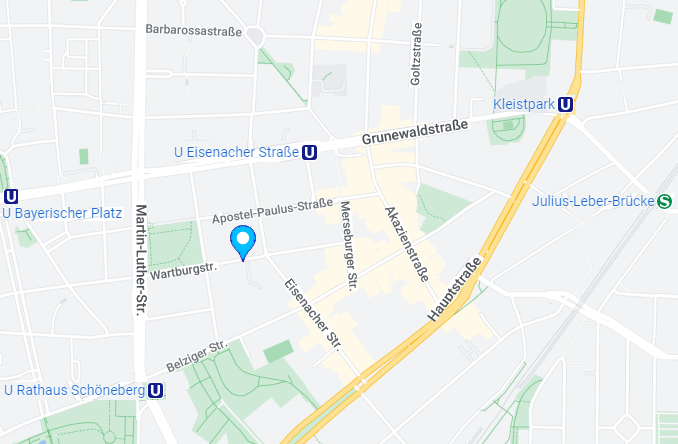 Barbarossastraße
Goltzstraße
Kleistpark U
Grunewaldstraße
U Eisenacher Straße U
U
U Bayerischer Platz
Julius-Leber-Brücke S
Apostel-Paulus-Straße
Martin-Luther-Str.
Merseburger Str.
Akazienstraße
Wartburgstr.
Eisenacher Str.
Hauptstraße
Belziger Str.
U Rathaus Schöneberg U